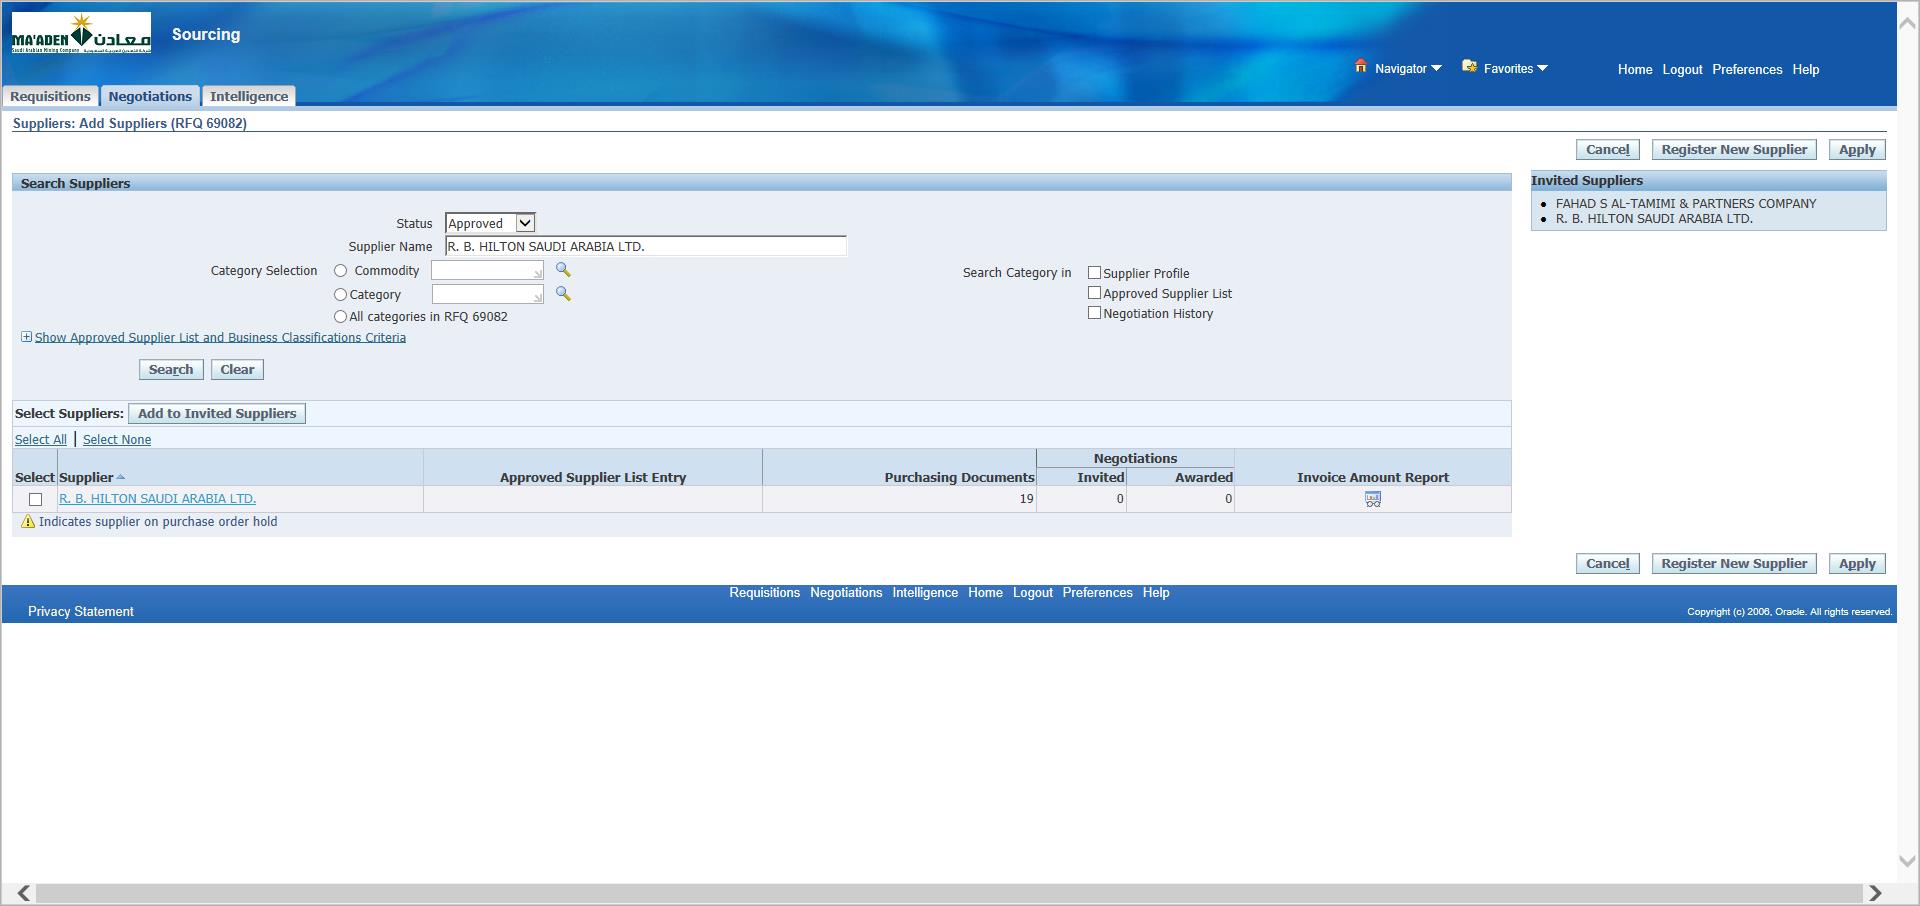 MA'ADEN معادن
Saudi Arabian Mining Company
Sourcing
Navigator
Favorites
Home Logout Preferences Help
Requisitions Negotiations Intelligence
Suppliers: Add Suppliers (RFQ 69082)
Cancel Register New Supplier Apply
Search Suppliers
Invited Suppliers
FAHAD S AL-TAMIMI & PARTNERS COMPANY
R. B. HILTON SAUDI ARABIA LTD.
Status Approved
Supplier Name R. B. HILTON SAUDI ARABIA LTD.
Category Selection Commodity
Category
All categories in RFQ 69082
Search Category in Supplier Profile
Approved Supplier List
Negotiation History
Show Approved Supplier List and Business Classifications Criteria
Search Clear
Select Suppliers: Add to Invited Suppliers
Select All | Select None
Negotiations
Select Supplier Approved Supplier List Entry Purchasing Documents Invited Awarded Invoice Amount Report
R. B. HILTON SAUDI ARABIA LTD. 19 0 0
Indicates supplier on purchase order hold
Cancel Register New Supplier Apply
Requisitions Negotiations Intelligence Home Logout Preferences Help
Privacy Statement
Copyright (c) 2006, Oracle. All rights reserved.